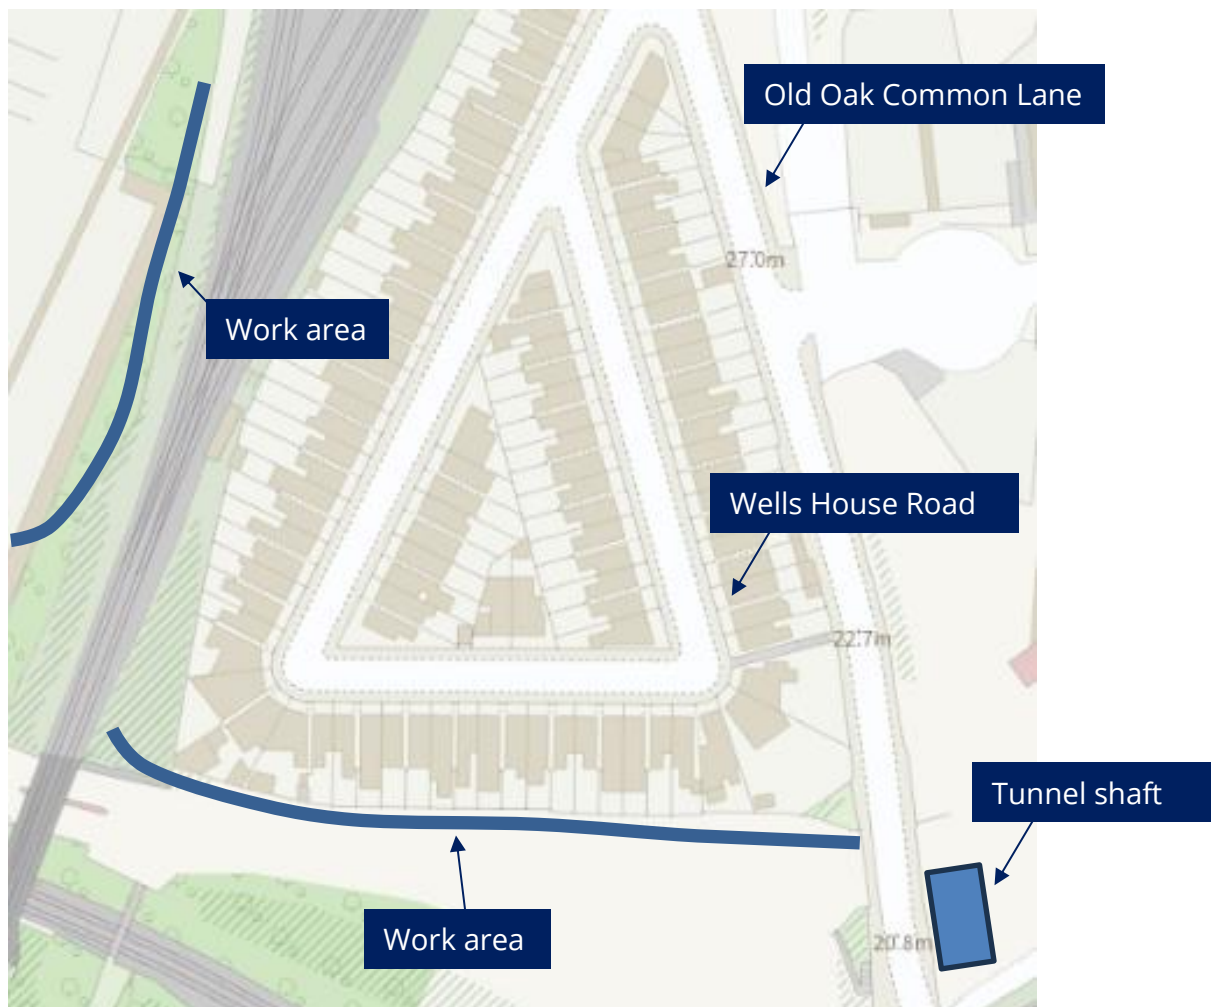 Old Oak Common Lane
27.0m
Work area
Wells House Road
22.7m
Tunnel shaft
Work area
20.8m